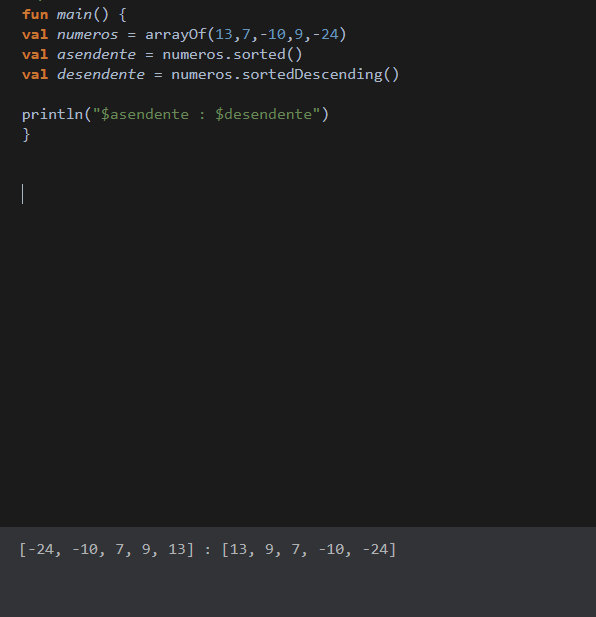 fun main() {
val numeros = arrayOf(13,7,-10,9,-24)
val asendente = numeros.sorted()
val desendente = numeros.sortedDescending()
println("$asendente : $desendente")
}
[-24, -10, 7, 9, 13] : [13, 9, 7, -10, -24]